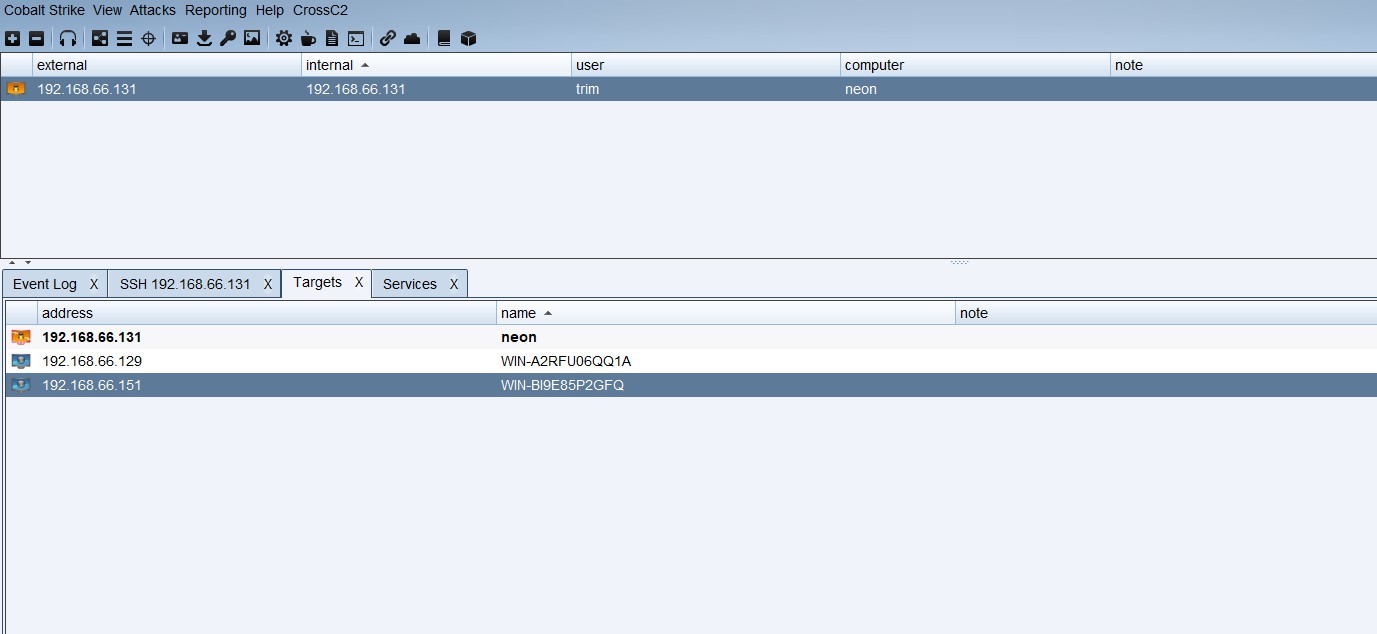 Cobalt Strike View Attacks Reporting Help CrossC2
external internal user computer note
192.168.66.131 192.168.66.131 trim neon
Event Log X SSH 192.168.66.131 X Targets X Services X
address name note
192.168.66.131 neon
192.168.66.129 WIN-A2RFU06QQ1A
192.168.66.151 WIN-BI9E85P2GFQ